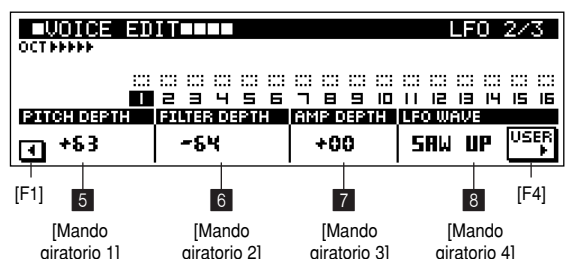 ■VOICE EDIT■■■■ LFO 2/3
OCT▶▶▶▶▶
1 2 3 4 5 6 7 8 9 10 11 12 13 14 15 16
PITCH DEPTH FILTER DEPTH AMP DEPTH LFO WAVE
+63 -64 +00 SAW UP USER
[F1] 5 6 7 8 [F4]
[Mando [Mando [Mando [Mando
giratorio 1] giratorio 2] giratorio 3] giratorio 4]